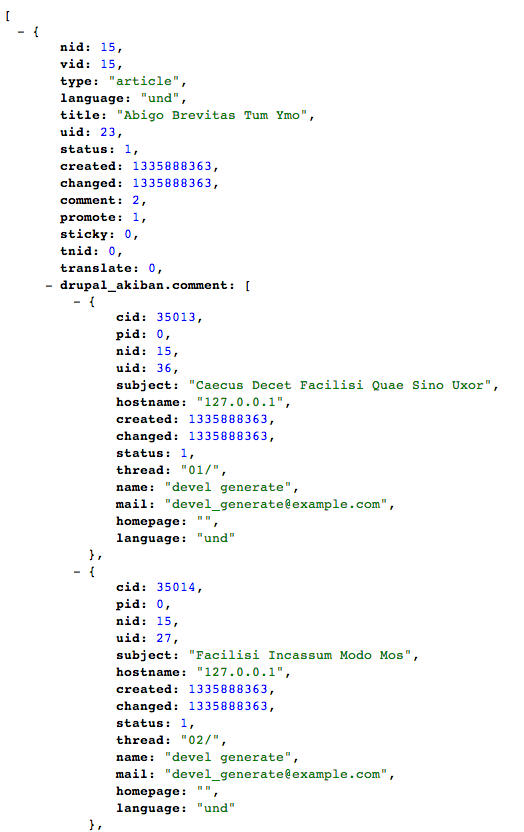 [
- {
nid: 15,
vid: 15,
type: "article",
language: "und",
title: "Abigo Brevitas Tum Ymo",
uid: 23,
status: 1,
created: 1335888363,
changed: 1335888363,
comment: 2,
promote: 1,
sticky: 0,
tnid: 0,
translate: 0,
- drupal_akiban.comment: [
- {
cid: 35013,
pid: 0,
nid: 15,
uid: 36,
subject: "Caecus Decet Facilisi Quae Sino Uxor",
hostname: "127.0.0.1",
created: 1335888363,
changed: 1335888363,
status: 1,
thread: "01/",
name: "devel generate",
mail: "devel_generate@example.com",
homepage: "",
language: "und"
},
- {
cid: 35014,
pid: 0,
nid: 15,
uid: 27,
subject: "Facilisi Incassum Modo Mos",
hostname: "127.0.0.1",
created: 1335888363,
changed: 1335888363,
status: 1,
thread: "02/",
name: "devel generate",
mail: "devel_generate@example.com",
homepage: "",
language: "und"
},